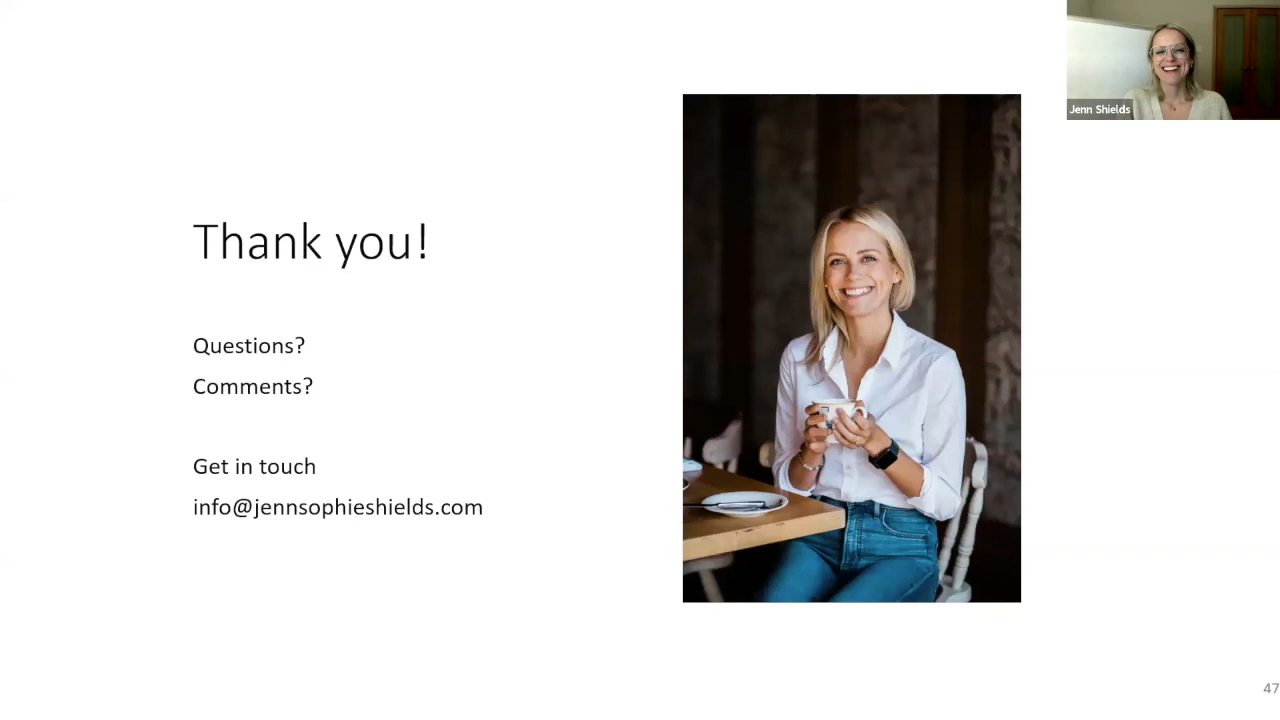 Jenn Shields
Thank you!
Questions?
Comments?
Get in touch
info@jennsophieshields.com
47